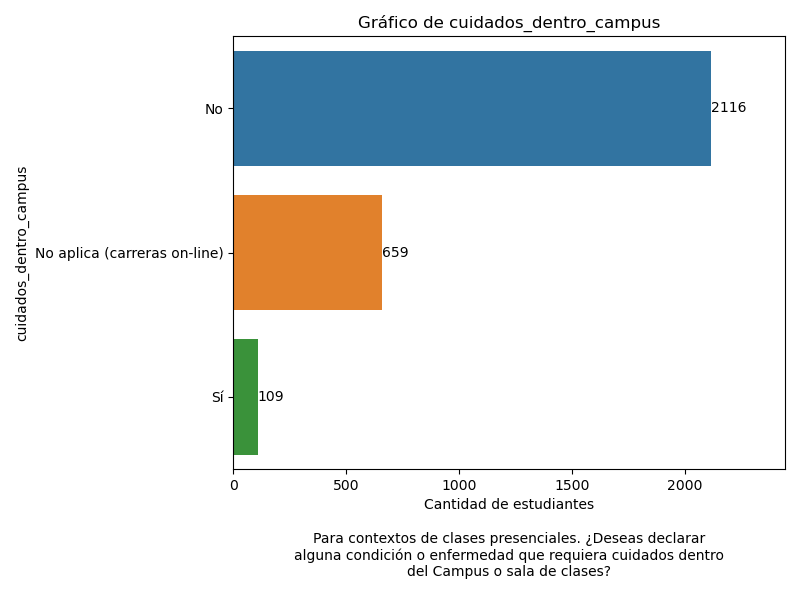 Gráfico de cuidados_dentro_campus
cuidados_dentro_campus
No
2116
No aplica (carreras on-line)
659
Sí
109
0
500
1000
1500
2000
Cantidad de estudiantes
Para contextos de clases presenciales. ¿Deseas declarar
alguna condición o enfermedad que requiera cuidados dentro
del Campus o sala de clases?